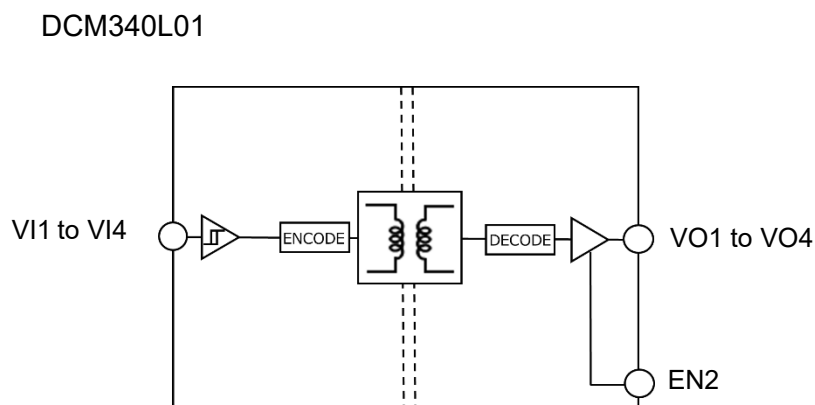 DCM340L01
VI1 to VI4
ENCODE
DECODE
VO1 to VO4
EN2